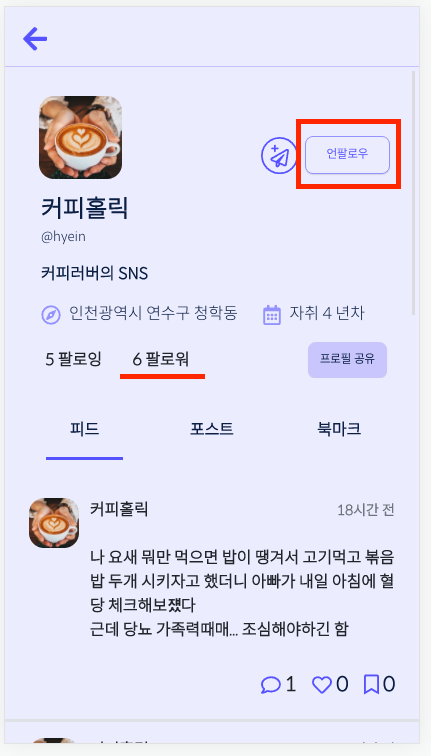 언팔로우
커피홀릭
@hyein
커피러버의 SNS
인천광역시 연수구 청학동
자취 4 년차
5 팔로잉
6 팔로워
프로필 공유
피드
포스트
북마크
커피홀릭
18시간 전
나 요새 뭐만 먹으면 밥이 땡겨서 고기먹고 볶음
밥 두개 시키자고 했더니 아빠가 내일 아침에 혈
당 체크해보쟸다
근데 당뇨 가족력때매... 조심해야하긴 함
1
0
0